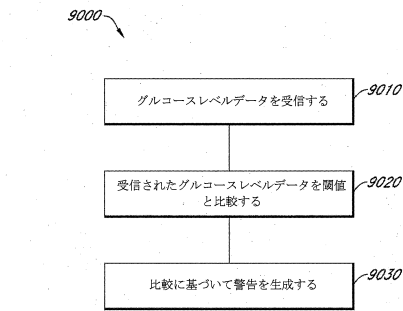 9000
グルコースレベルデータを受信する
9010
受信されたグルコースレベルデータを閾値
と比較する
9020
比較に基づいて警告を生成する
9030